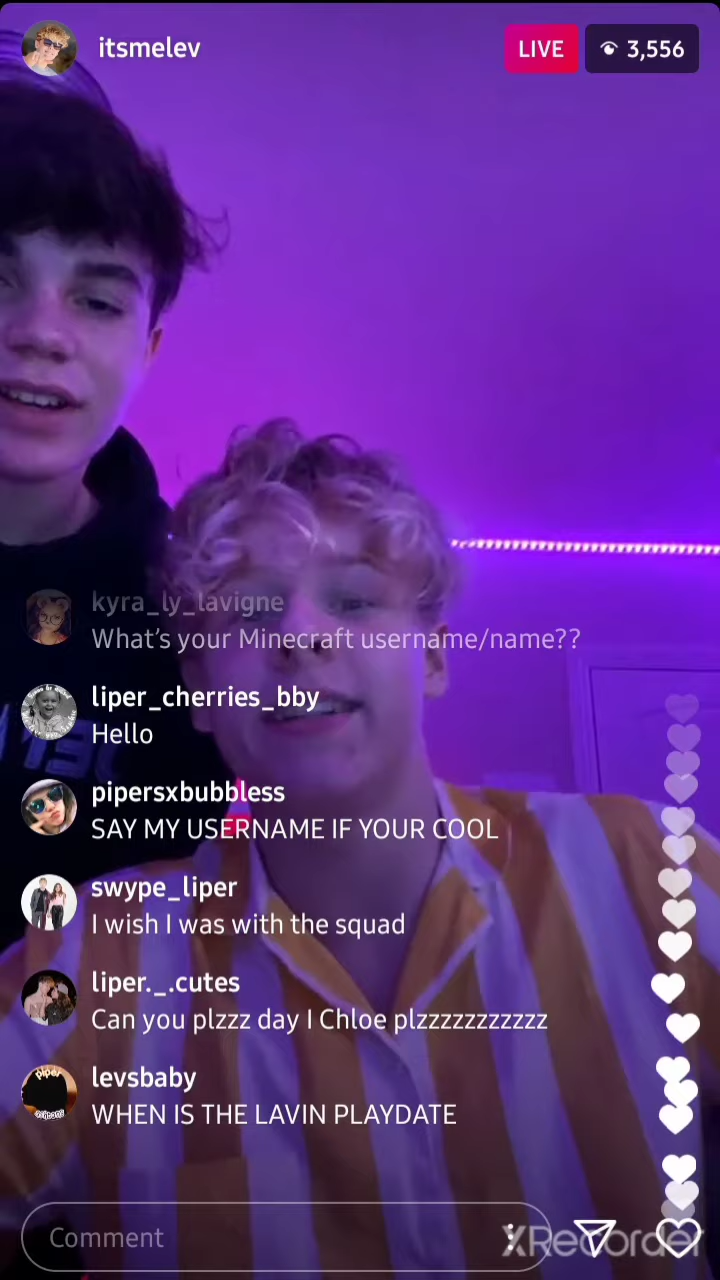 itsmelev
LIVE
3,556
kyra_ly_lavigne
What's your Minecraft username/name??
liper_cherries_bby
Hello
pipersxbubbless
SAY MY USERNAME IF YOUR COOL
swype_liper
I wish I was with the squad
liper._.cutes
Can you plzzz day I Chloe plzzzzzzzzzzz
levsbaby
WHEN IS THE LAVIN PLAYDATE
Comment
XRecorder